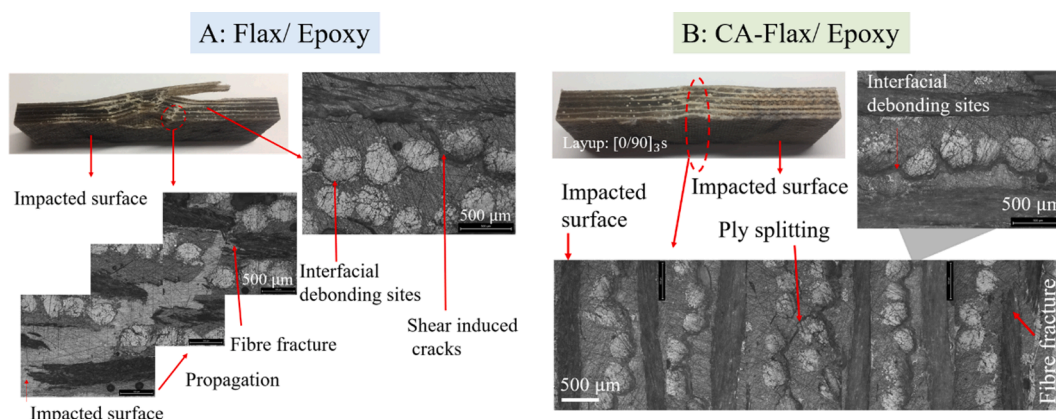 A: Flax/ Epoxy
Impacted surface
500 μm
Interfacial
debonding sites
Shear induced
cracks
500 μm
Fibre fracture
Propagation
Impacted surface
B: CA-Flax/ Epoxy
Layup: [0/90]₃s
Interfacial
debonding sites
500 μm
Impacted
surface
Impacted surface
Ply splitting
500 μm
Fibre fracture